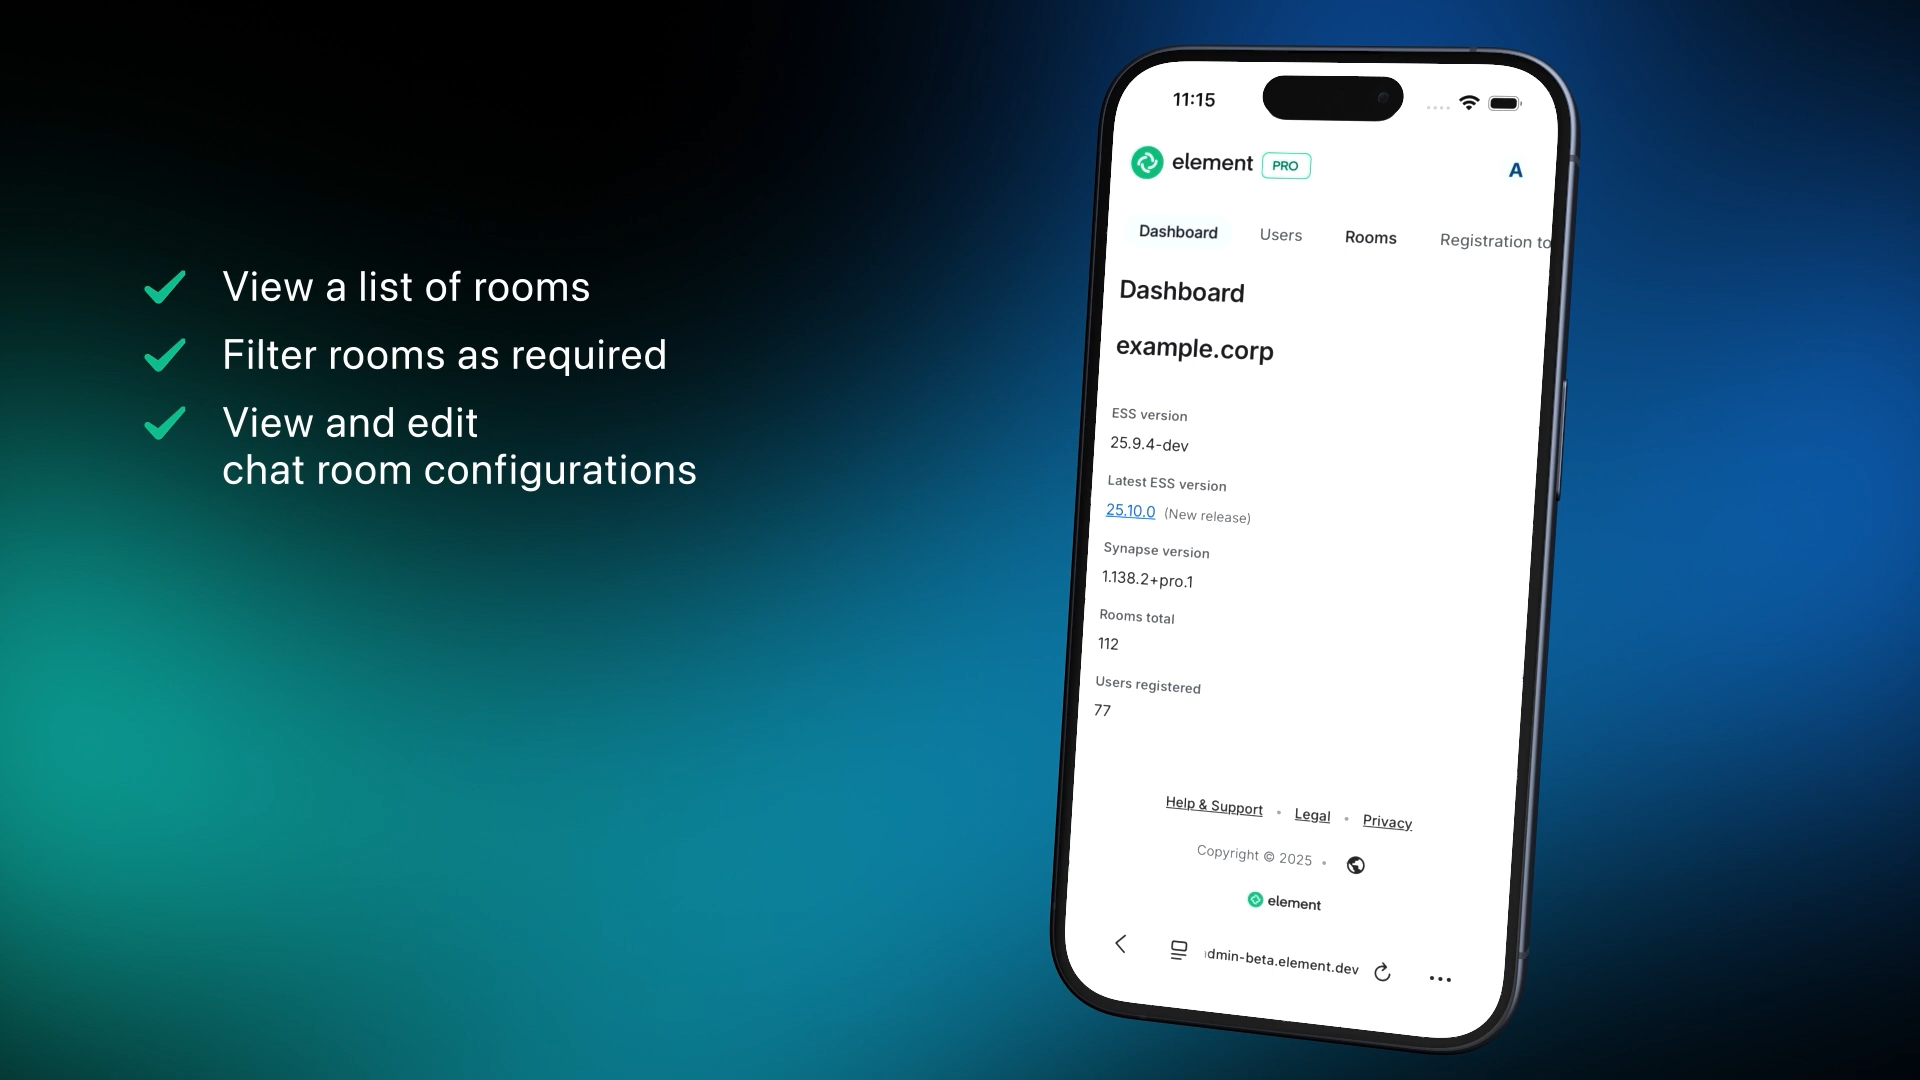 View a list of rooms
Filter rooms as required
View and edit
chat room configurations
11:15
element PRO
A
Dashboard Users Rooms Registration to
Dashboard
example.corp
ESS version
25.9.4-dev
Latest ESS version
25.10.0 (New release)
Synapse version
1.138.2+pro.1
Rooms total
112
Users registered
77
Help & Support • Legal • Privacy
Copyright © 2025 •
element
dmin-beta.element.dev